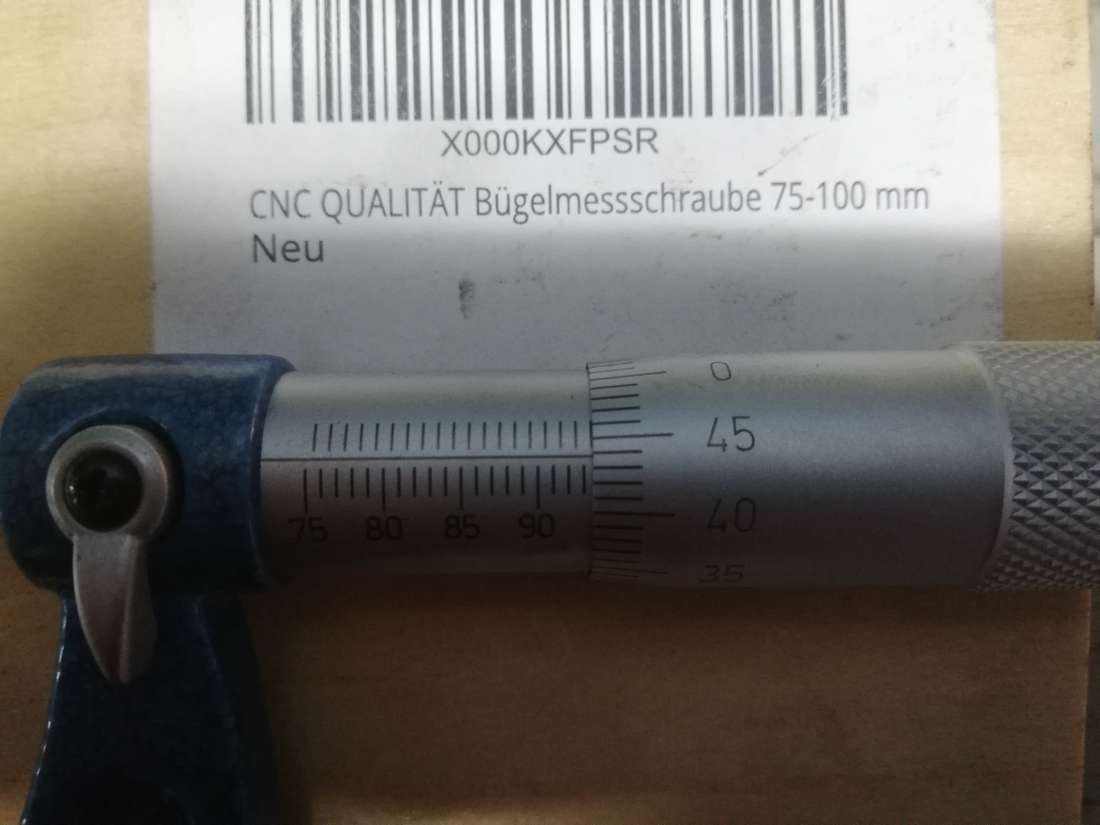 X000KXFPSR
CNC QUALITÄT Bügelmessschraube 75-100 mm
Neu
0
45
40
35
75 80 85 90